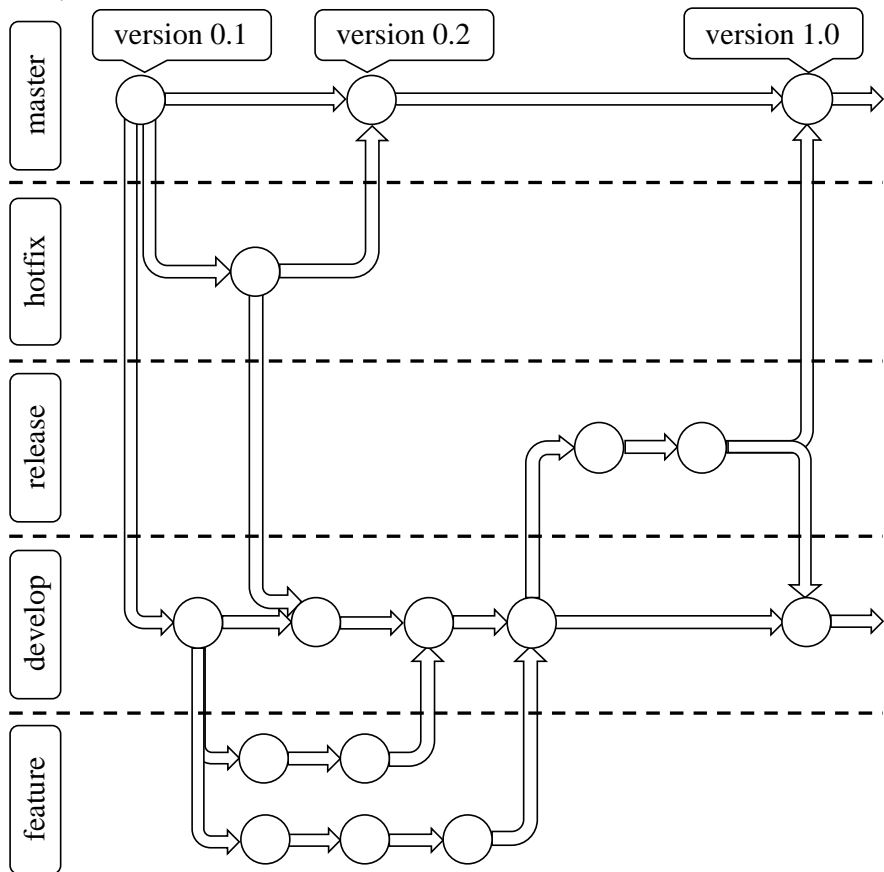 version 0.1
version 0.2
version 1.0
master
hotfix
release
develop
feature